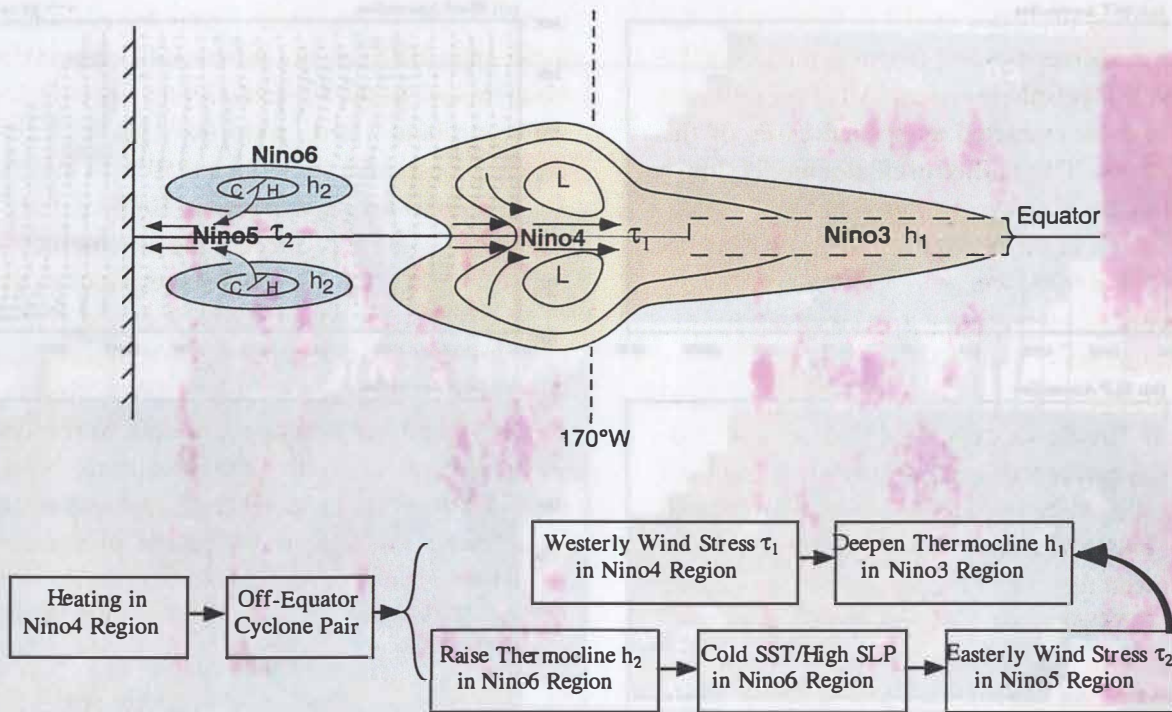 Nino6
C H h₂
L
Nino5 τ₂
Nino4 τ₁
Nino3 h₁
Equator
C H h₂
L
170°W
Westerly Wind Stress τ₁
in Nino4 Region
Deepen Thermocline h₁
in Nino3 Region
Heating in
Nino4 Region
Off-Equator
Cyclone Pair
Raise Thermocline h₂
in Nino6 Region
Cold SST/High SLP
in Nino6 Region
Easterly Wind Stress τ₂
in Nino5 Region